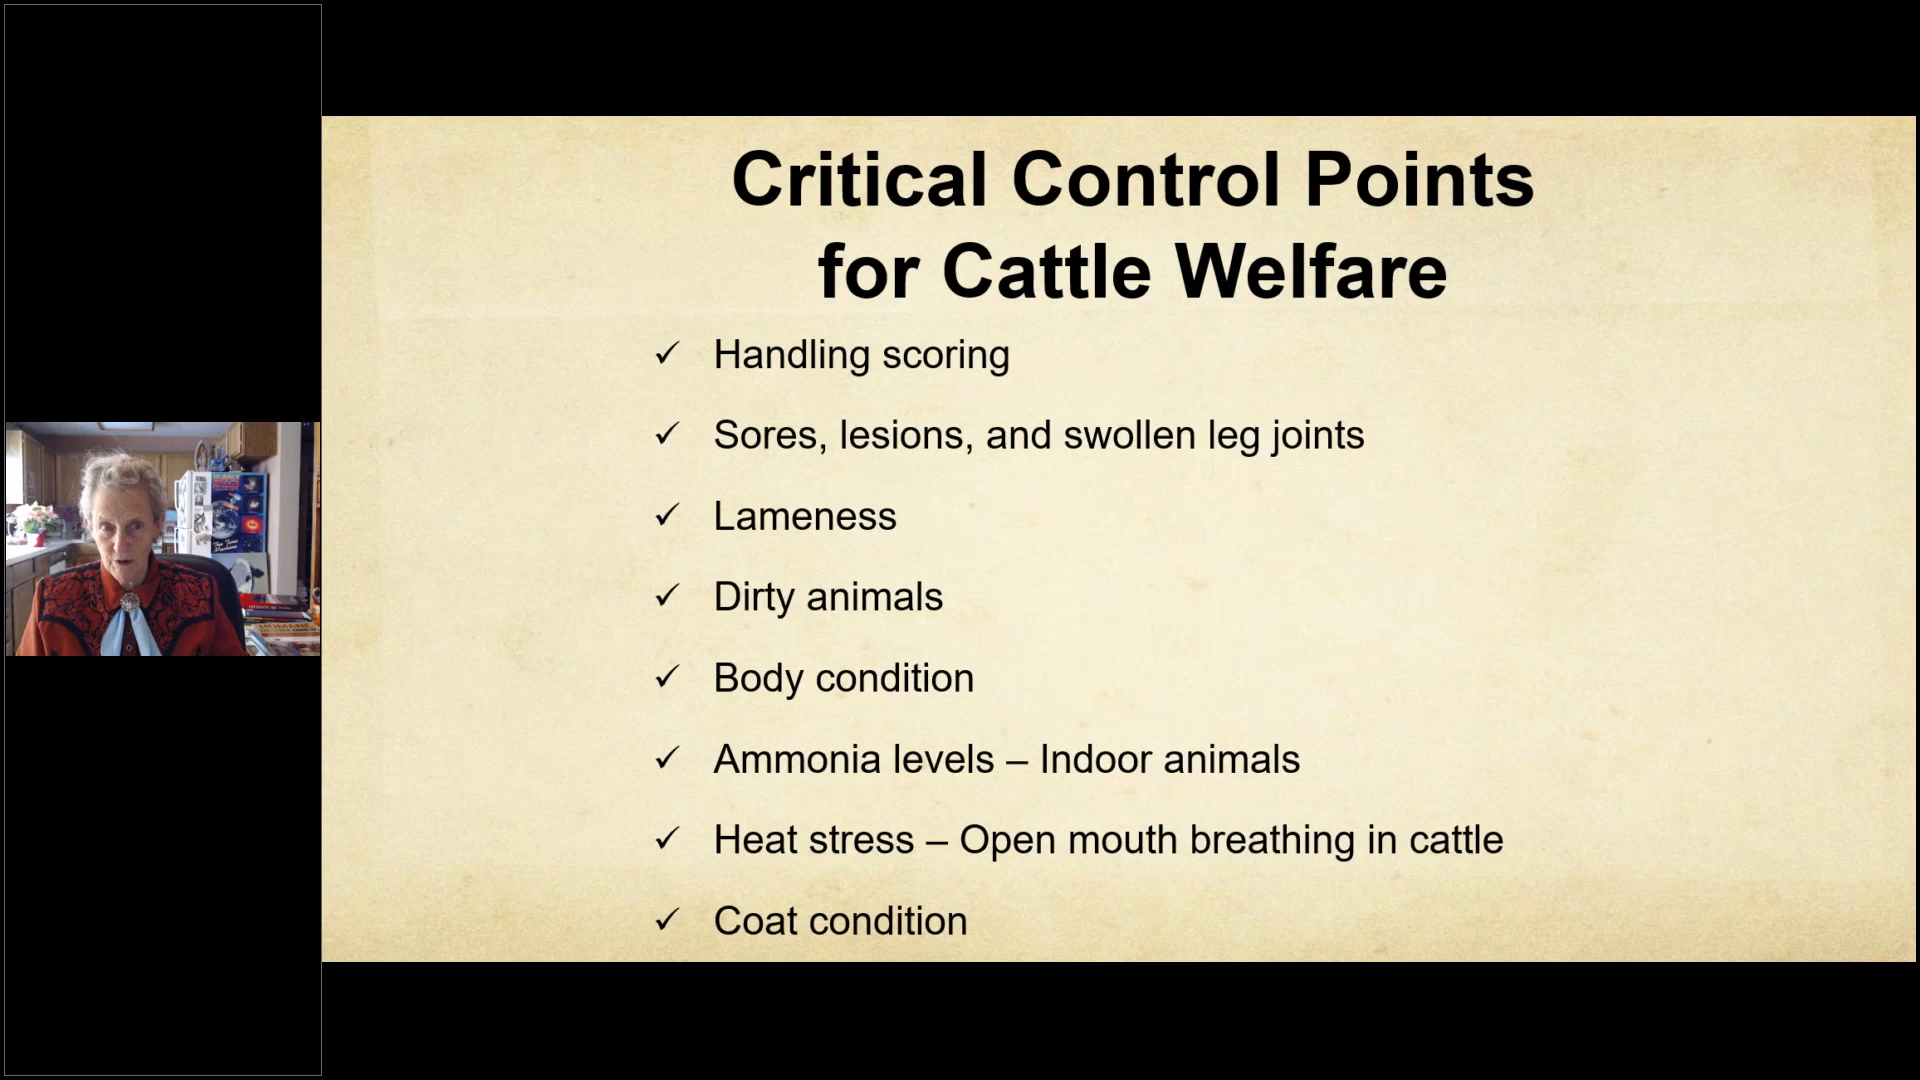 Critical Control Points
for Cattle Welfare
✓ Handling scoring
✓ Sores, lesions, and swollen leg joints
✓ Lameness
✓ Dirty animals
✓ Body condition
✓ Ammonia levels – Indoor animals
✓ Heat stress – Open mouth breathing in cattle
✓ Coat condition